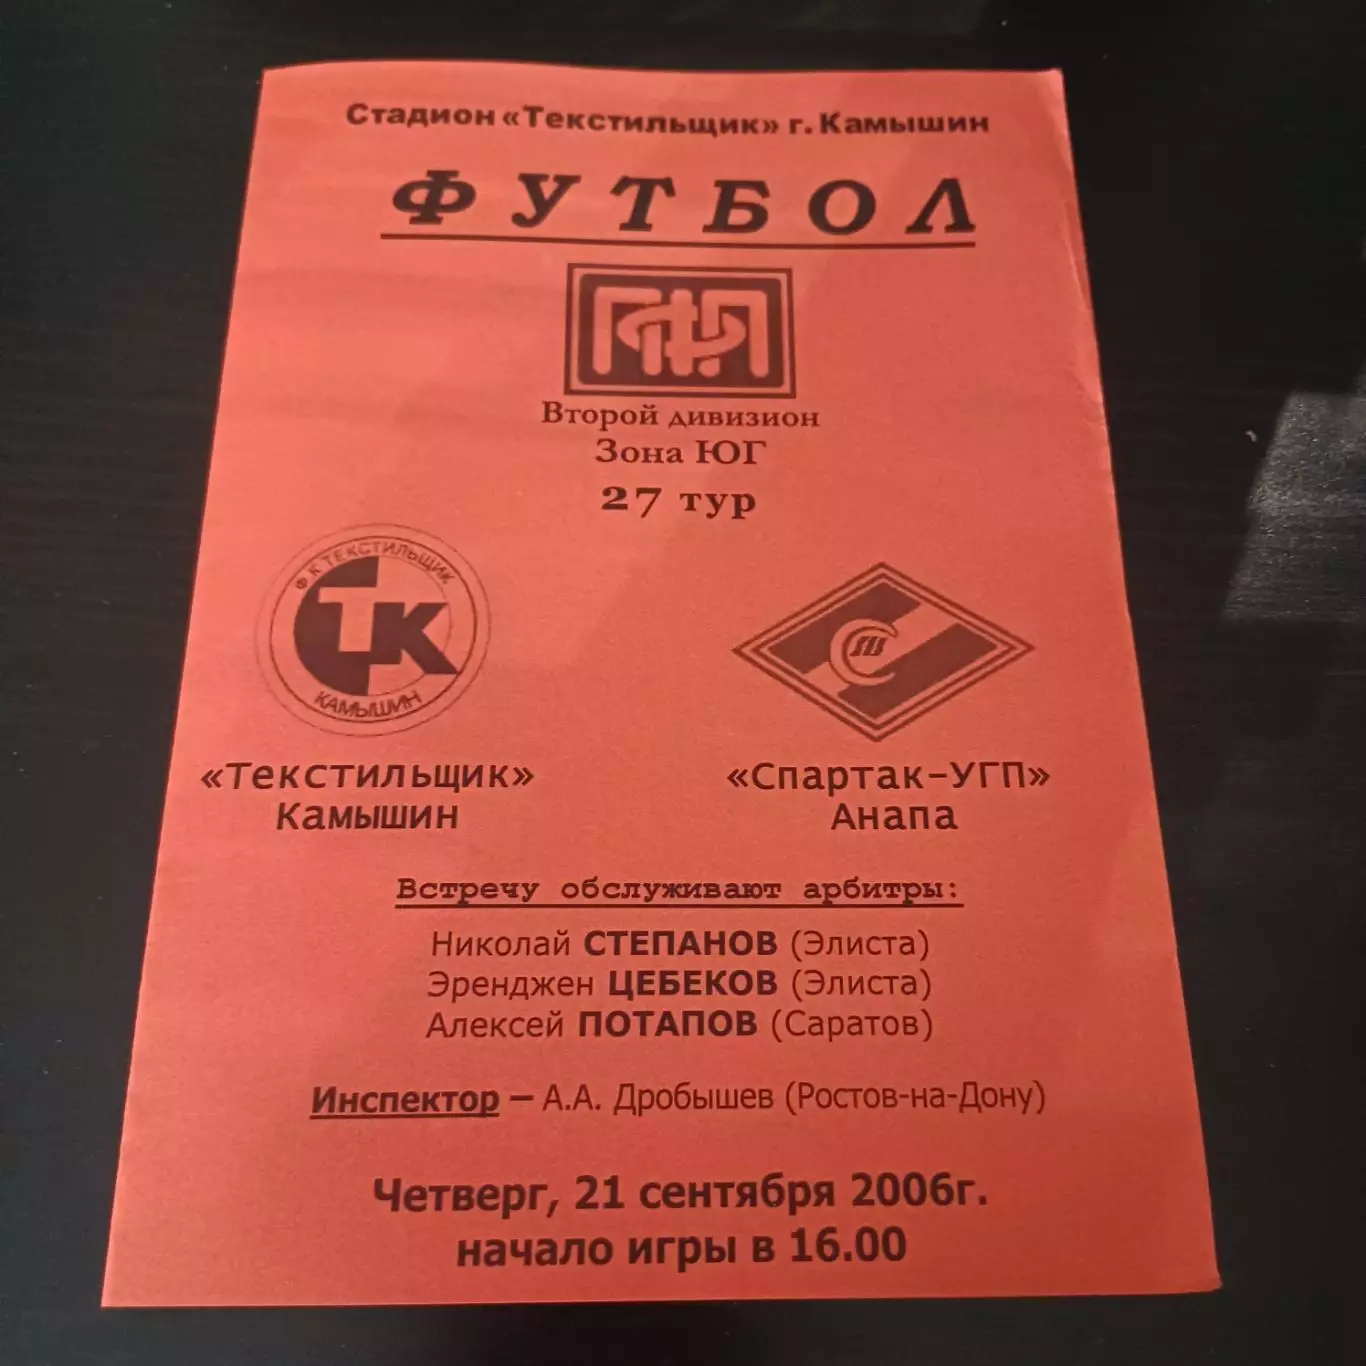 Стадион «Текстильщик» г. Камышин
ФУТБОЛ
ПФЛ
Второй дивизион
Зона ЮГ
27 тур
ФК ТЕКСТИЛЬЩИК
ТК
КАМЫШИН
«Текстильщик»
Камышин
«Спартак-УГП»
Анапа
Встречу обслуживают арбитры:
Николай СТЕПАНОВ (Элиста)
Эренджен ЦЕБЕКОВ (Элиста)
Алексей ПОТАПОВ (Саратов)
Инспектор – А.А. Дробышев (Ростов-на-Дону)
Четверг, 21 сентября 2006г.
начало игры в 16.00